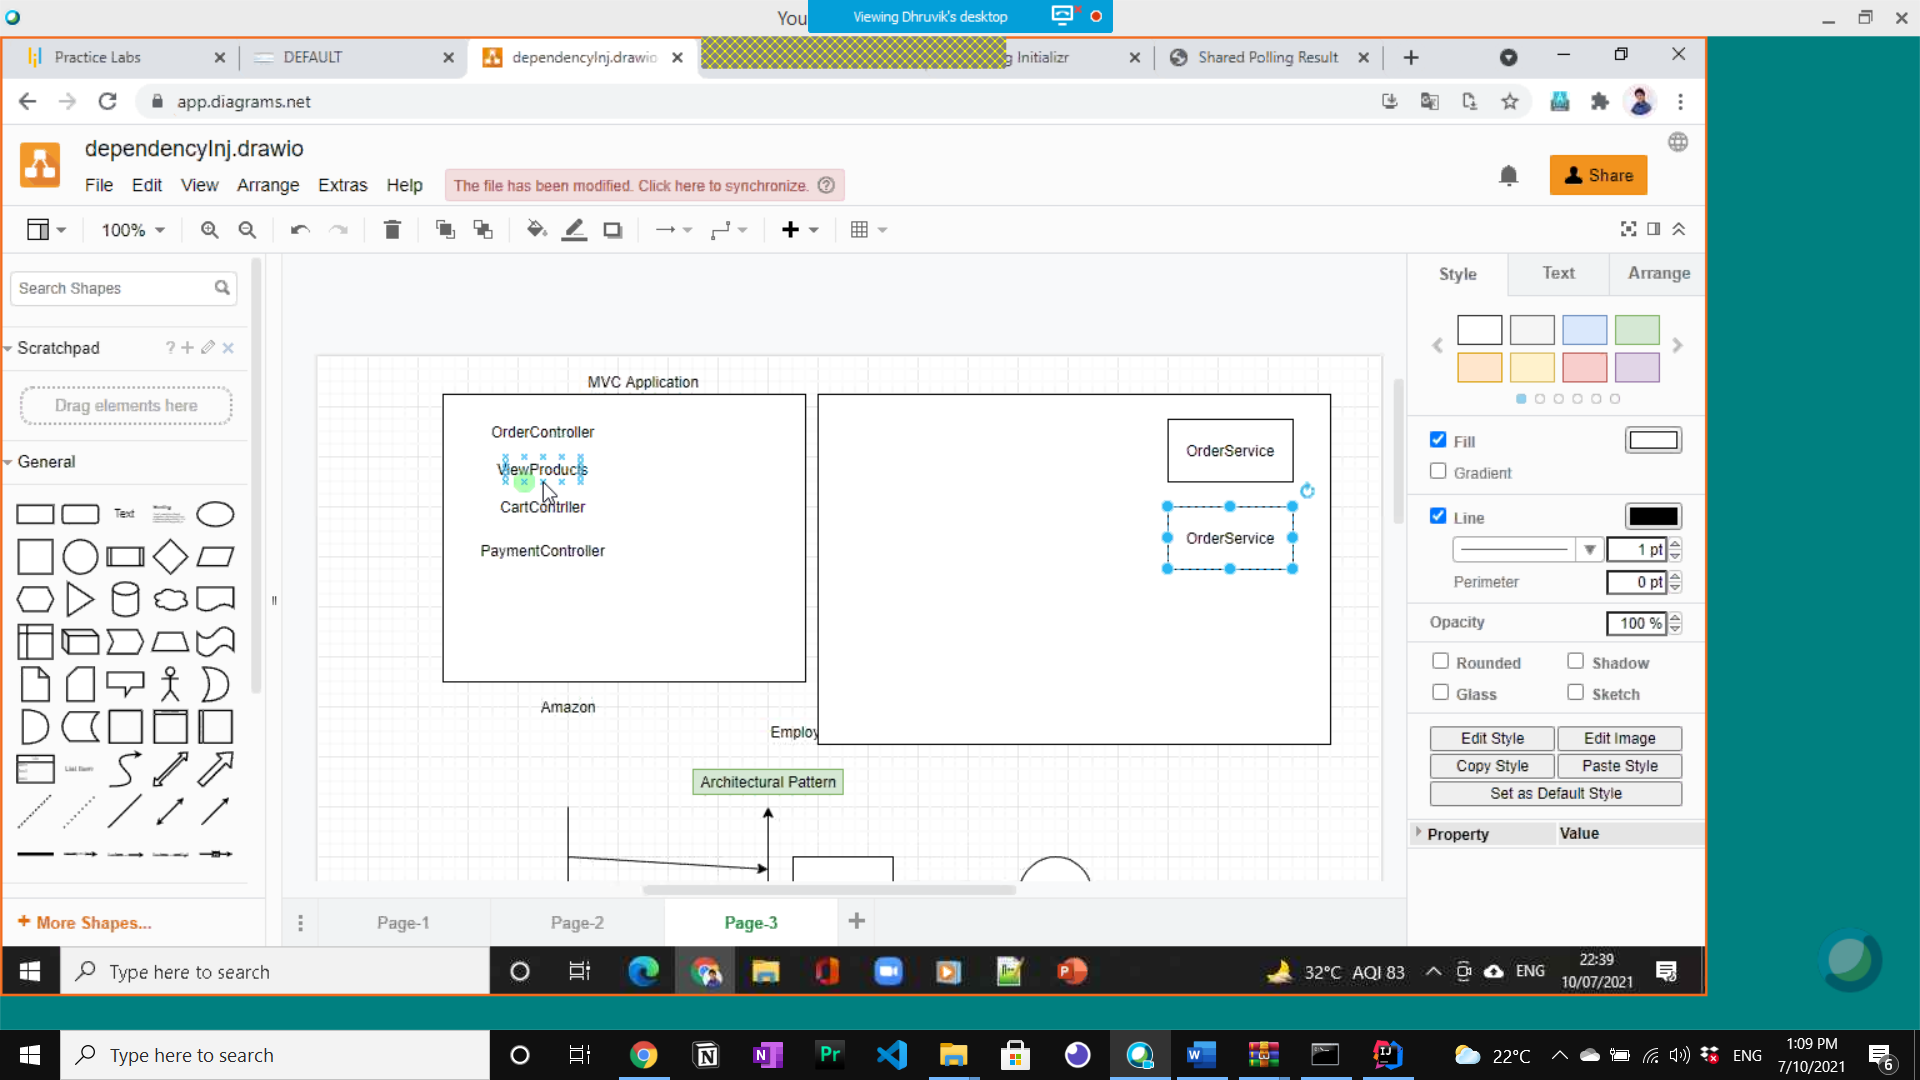 You
Viewing Dhruvik's desktop
Practice Labs
DEFAULT
dependencyInj.drawio
g Initializr
Shared Polling Result
app.diagrams.net
dependencyInj.drawio
File Edit View Arrange Extras Help
The file has been modified. Click here to synchronize.
Share
100%
Search Shapes
Scratchpad
Drag elements here
General
Text
List Item
More Shapes...
MVC Application
OrderController
ViewProducts
CartContrller
PaymentController
OrderService
OrderService
Amazon
Employ
Architectural Pattern
Page-1
Page-2
Page-3
Style Text Arrange
Fill
Gradient
Line
1 pt
Perimeter
0 pt
Opacity
100 %
Rounded Shadow
Glass Sketch
Edit Style Edit Image
Copy Style Paste Style
Set as Default Style
Property Value
Type here to search
32°C AQI 83
ENG
22:39
10/07/2021
Type here to search
22°C
ENG
1:09 PM
7/10/2021
6